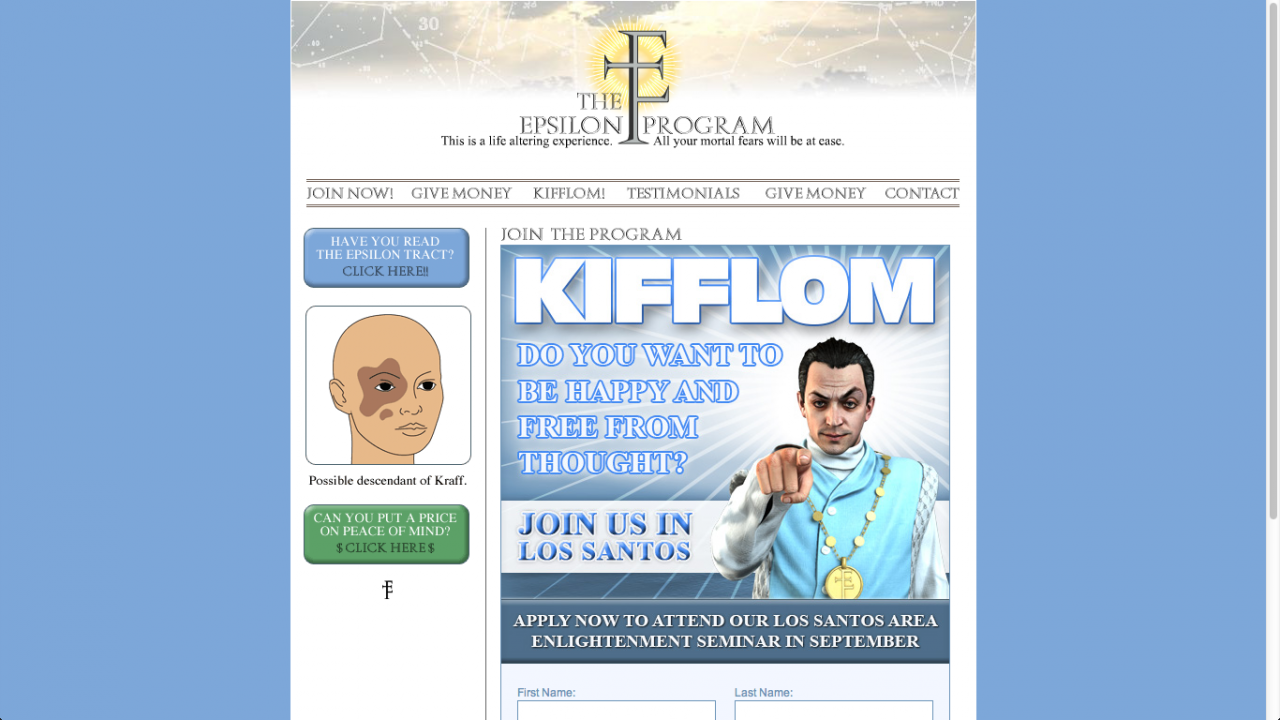 30
THE
EPSILON PROGRAM
This is a life altering experience. All your mortal fears will be at ease.
JOIN NOW! GIVE MONEY KIFFLOM! TESTIMONIALS GIVE MONEY CONTACT
HAVE YOU READ
THE EPSILON TRACT?
CLICK HERE!!
Possible descendant of Kraff.
CAN YOU PUT A PRICE
ON PEACE OF MIND?
$ CLICK HERE $
JOIN THE PROGRAM
KIFFLOM
DO YOU WANT TO
BE HAPPY AND
FREE FROM
THOUGHT?
JOIN US IN
LOS SANTOS
APPLY NOW TO ATTEND OUR LOS SANTOS AREA
ENLIGHTENMENT SEMINAR IN SEPTEMBER
First Name: Last Name: